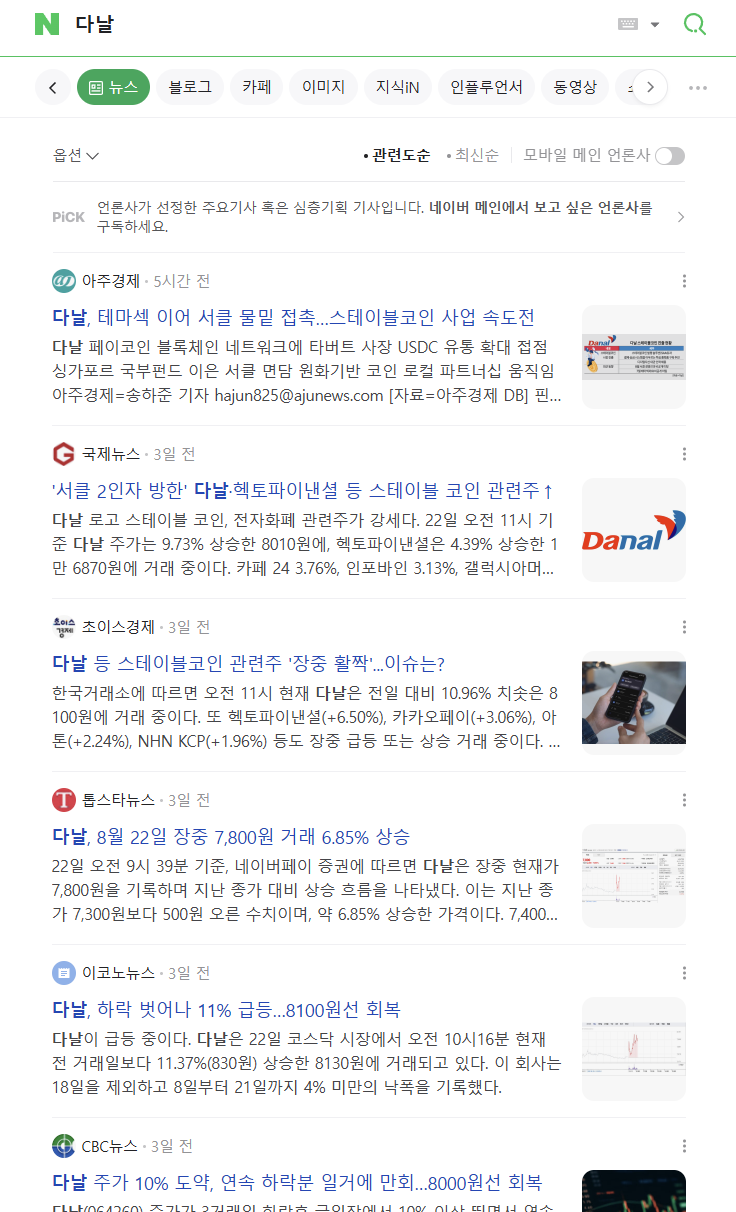 다날
뉴스
블로그
카페
이미지
지식iN
인플루언서
동영상
옵션
• 관련도순
• 최신순
모바일 메인 언론사
PiCK
언론사가 선정한 주요기사 혹은 심층기획 기사입니다. 네이버 메인에서 보고 싶은 언론사를
구독하세요.
아주경제 · 5시간 전
다날, 테마섹 이어 서클 물밑 접촉...스테이블코인 사업 속도전
다날 페이코인 블록체인 네트워크에 타버트 사장 USDC 유통 확대 접점
싱가포르 국부펀드 이은 서클 면담 원화기반 코인 로컬 파트너십 움직임
아주경제=송하준 기자 hajun825@ajunews.com [자료=아주경제 DB] 핀...
Danal
국제뉴스 · 3일 전
'서클 2인자 방한' 다날·헥토파이낸셜 등 스테이블 코인 관련주↑
다날 로고 스테이블 코인, 전자화폐 관련주가 강세다. 22일 오전 11시 기
준 다날 주가는 9.73% 상승한 8010원에, 헥토파이낸셜은 4.39% 상승한 1
만 6870원에 거래 중이다. 카페 24 3.76%, 인포바인 3.13%, 갤럭시아머...
Danal
초이스경제
초이스경제 · 3일 전
다날 등 스테이블코인 관련주 '장중 활짝'...이슈는?
한국거래소에 따르면 오전 11시 현재 다날은 전일 대비 10.96% 치솟은 8
100원에 거래 중이다. 또 헥토파이낸셜(+6.50%), 카카오페이(+3.06%), 아
톤(+2.24%), NHN KCP(+1.96%) 등도 장중 급등 또는 상승 거래 중이다. ...
톱스타뉴스 · 3일 전
다날, 8월 22일 장중 7,800원 거래 6.85% 상승
22일 오전 9시 39분 기준, 네이버페이 증권에 따르면 다날은 장중 현재가
7,800원을 기록하며 지난 종가 대비 상승 흐름을 나타냈다. 이는 지난 종
가 7,300원보다 500원 오른 수치이며, 약 6.85% 상승한 가격이다. 7,400...
이코노뉴스 · 3일 전
다날, 하락 벗어나 11% 급등...8100원선 회복
다날이 급등 중이다. 다날은 22일 코스닥 시장에서 오전 10시16분 현재
전 거래일보다 11.37%(830원) 상승한 8130원에 거래되고 있다. 이 회사는
18일을 제외하고 8일부터 21일까지 4% 미만의 낙폭을 기록했다.
CBC뉴스 · 3일 전
다날 주가 10% 도약, 연속 하락분 일거에 만회...8000원선 회복